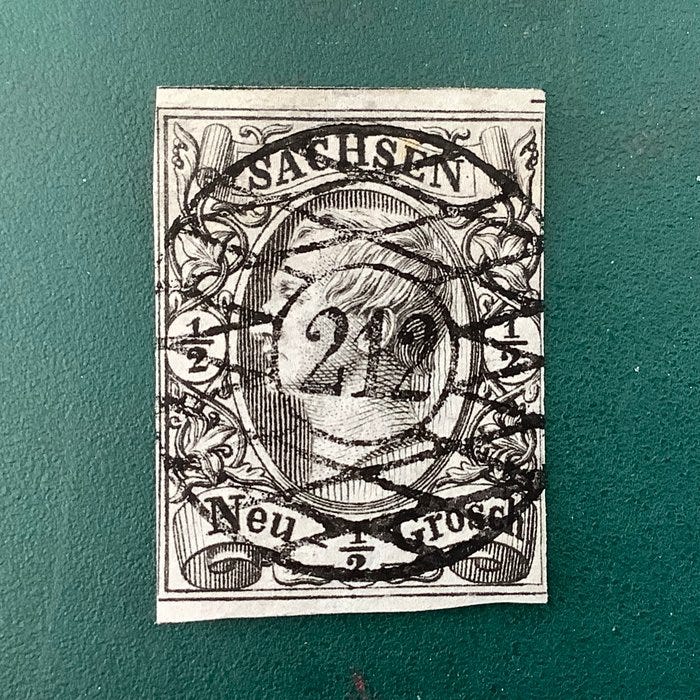 SACHSEN
1/2 1/2
212
Neu 1/2 Grosch